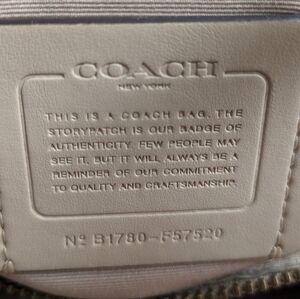 COACH
NEW YORK
THIS IS A COACH BAG. THE
STORYPATCH IS OUR BADGE OF
AUTHENTICITY. FEW PEOPLE MAY
SEE IT, BUT IT WILL ALWAYS BE A
REMINDER OF OUR COMMITMENT
TO QUALITY AND CRAFTSMANSHIP.
Nº B1780-F57520